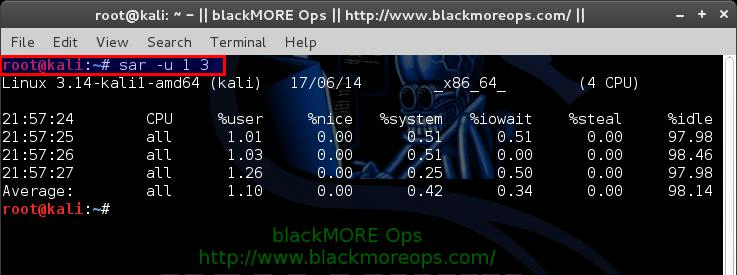 root@kali: ~ - || blackMORE Ops || http://www.blackmoreops.com/ ||
File Edit View Search Terminal Help
root@kali:~# sar -u 1 3
Linux 3.14-kali1-amd64 (kali) 17/06/14 _x86_64_ (4 CPU)
21:57:24 CPU %user %nice %system %iowait %steal %idle
21:57:25 all 1.01 0.00 0.51 0.51 0.00 97.98
21:57:26 all 1.03 0.00 0.51 0.00 0.00 98.46
21:57:27 all 1.26 0.00 0.25 0.50 0.00 97.98
Average: all 1.10 0.00 0.42 0.34 0.00 98.14
root@kali:~#
blackMORE Ops
http://www.blackmoreops.com/